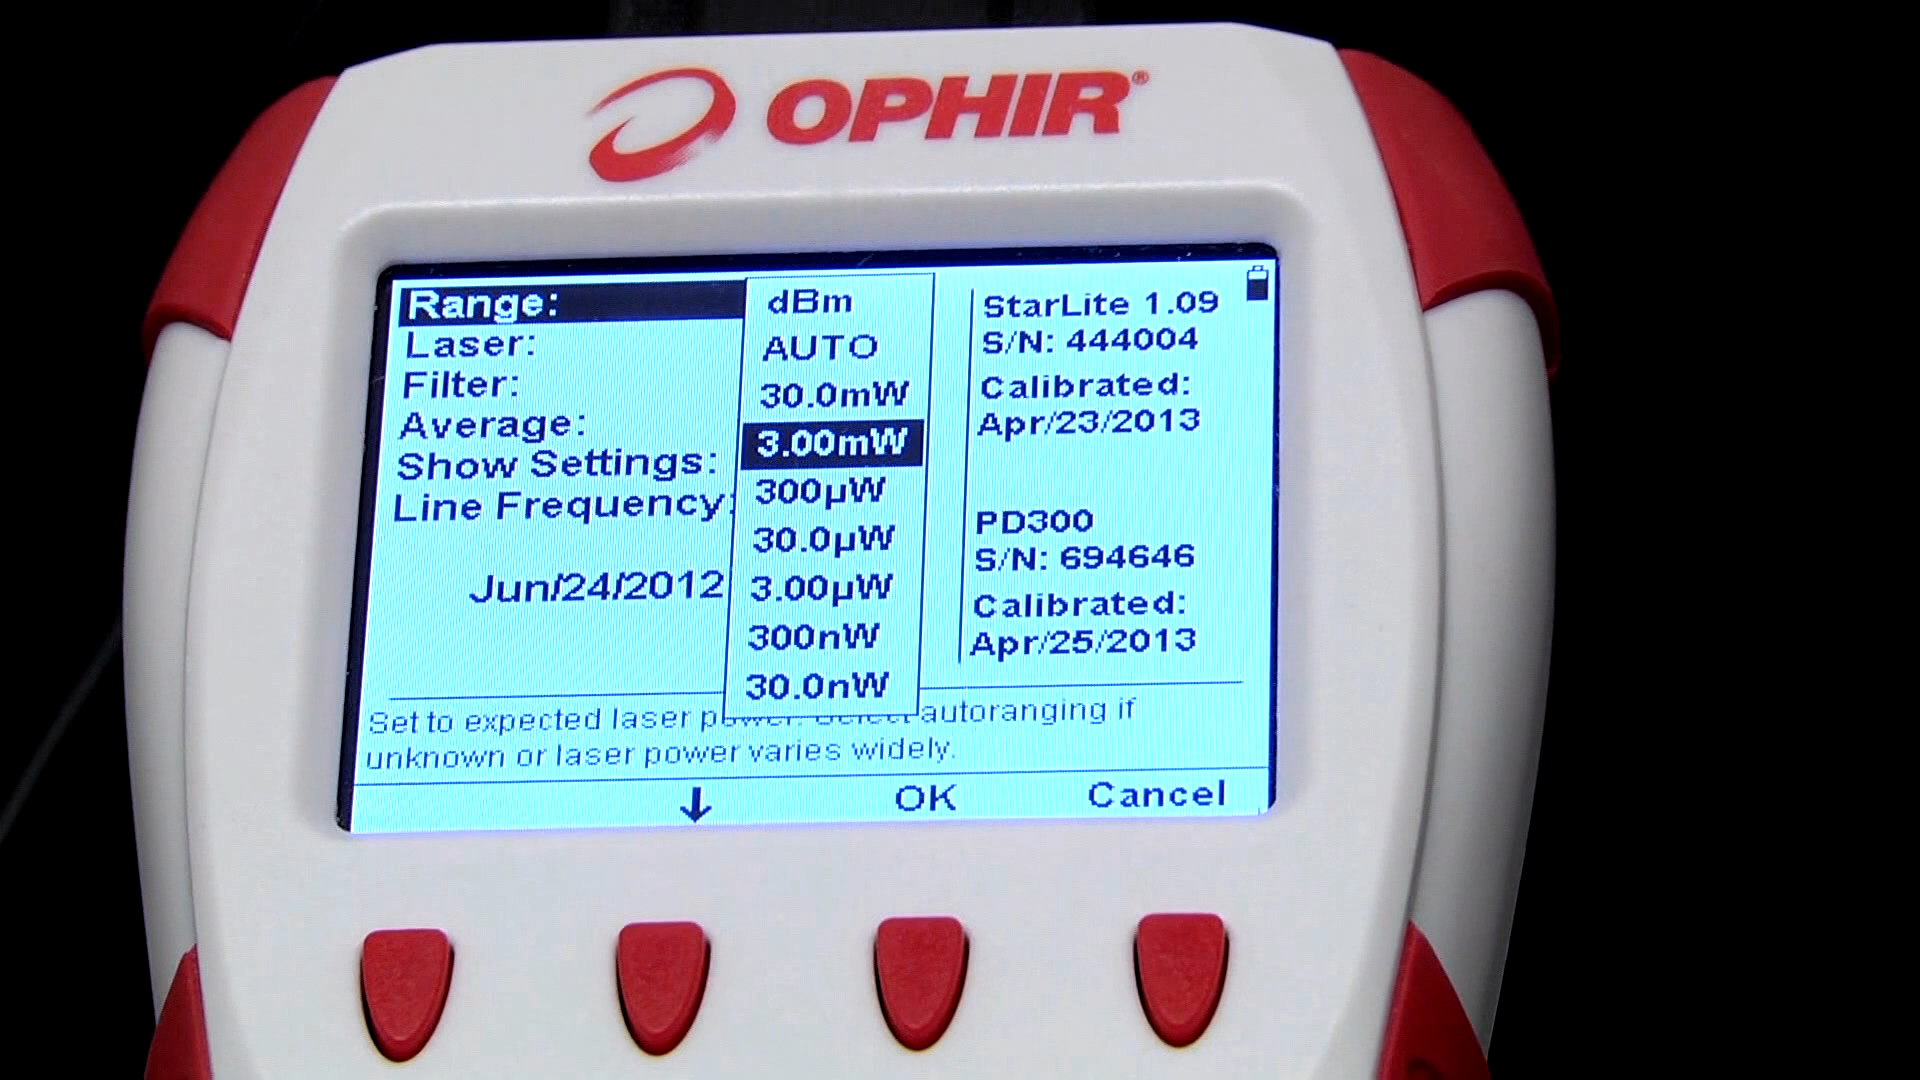 OPHIR®
Range:
Laser:
Filter:
Average:
Show Settings:
Line Frequency:
Jun/24/2012
dBm
AUTO
30.0mW
3.00mW
300µW
30.0µW
3.00µW
300nW
30.0nW
StarLite 1.09
S/N: 444004
Calibrated:
Apr/23/2013
PD300
S/N: 694646
Calibrated:
Apr/25/2013
Set to expected laser power. Select autoranging if
unknown or laser power varies widely.
↓ OK Cancel